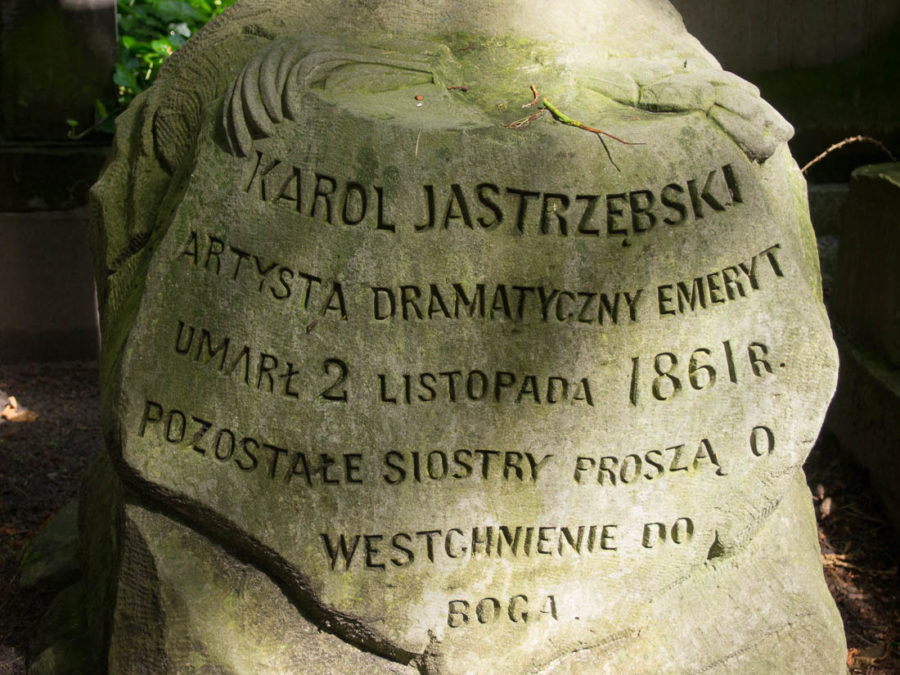 KAROL JASTRZĘBSKI
ARTYSTA DRAMATYCZNY EMERYT
UMARŁ 2 LISTOPADA 1861 R.
POZOSTAŁE SIOSTRY PROSZĄ O
WESTCHNIENIE DO
BOGA.